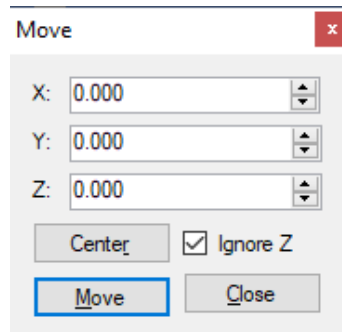 Move
x
X: 0.000
Y: 0.000
Z: 0.000
Center Ignore Z
Move Close